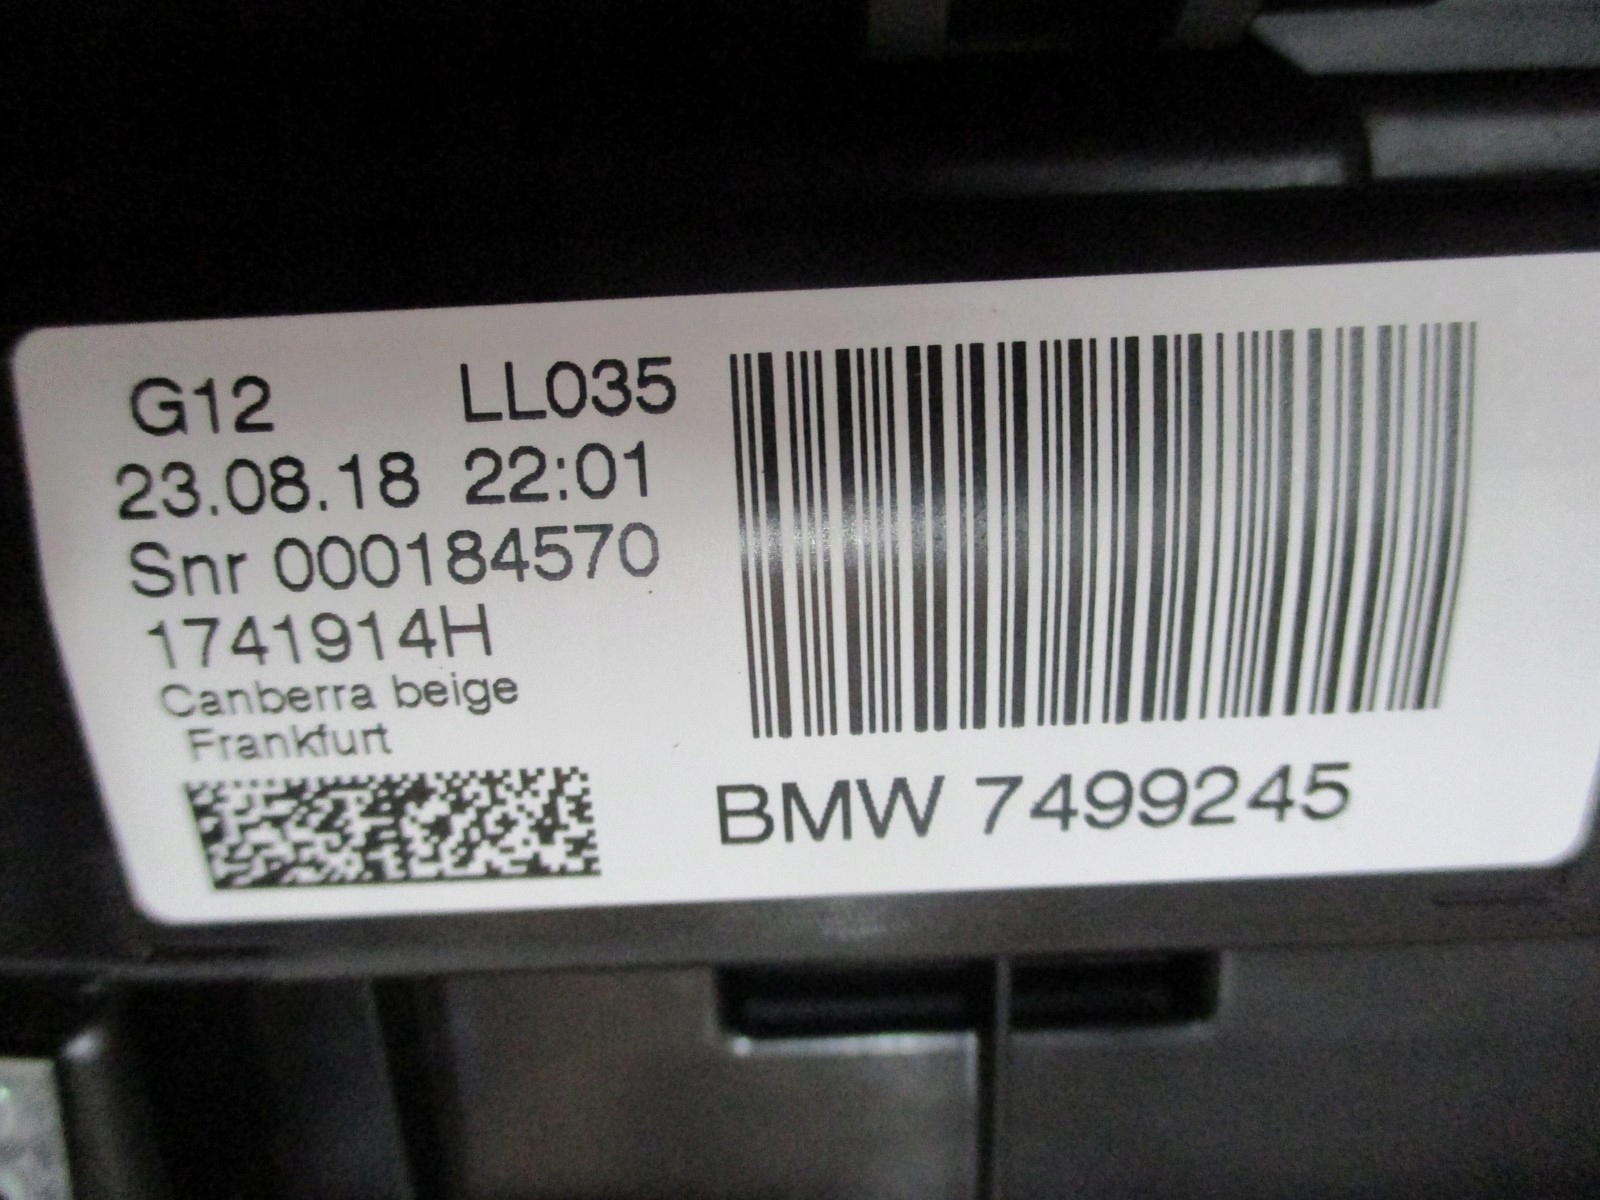 G12 LL035
23.08.18 22:01
Snr 000184570
1741914H
Canberra beige
Frankfurt
BMW 7499245